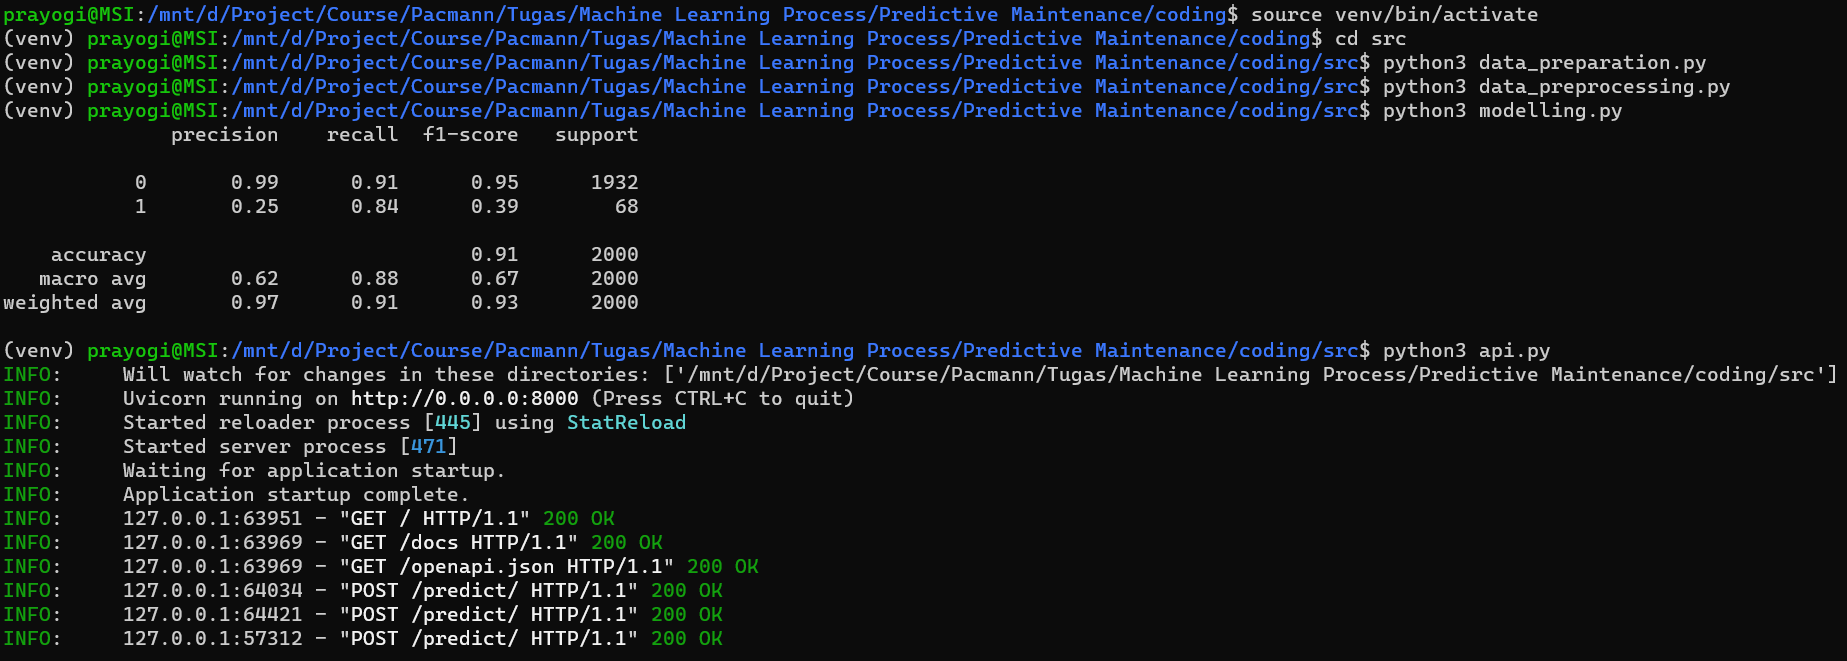 prayogi@MSI:/mnt/d/Project/Course/Pacmann/Tugas/Machine Learning Process/Predictive Maintenance/coding$ source venv/bin/activate
(venv) prayogi@MSI:/mnt/d/Project/Course/Pacmann/Tugas/Machine Learning Process/Predictive Maintenance/coding$ cd src
(venv) prayogi@MSI:/mnt/d/Project/Course/Pacmann/Tugas/Machine Learning Process/Predictive Maintenance/coding/src$ python3 data_preparation.py
(venv) prayogi@MSI:/mnt/d/Project/Course/Pacmann/Tugas/Machine Learning Process/Predictive Maintenance/coding/src$ python3 data_preprocessing.py
(venv) prayogi@MSI:/mnt/d/Project/Course/Pacmann/Tugas/Machine Learning Process/Predictive Maintenance/coding/src$ python3 modelling.py
              precision    recall  f1-score   support
           0       0.99      0.91      0.95      1932
           1       0.25      0.84      0.39        68
    accuracy                           0.91      2000
   macro avg       0.62      0.88      0.67      2000
weighted avg       0.97      0.91      0.93      2000
(venv) prayogi@MSI:/mnt/d/Project/Course/Pacmann/Tugas/Machine Learning Process/Predictive Maintenance/coding/src$ python3 api.py
INFO:     Will watch for changes in these directories: ['/mnt/d/Project/Course/Pacmann/Tugas/Machine Learning Process/Predictive Maintenance/coding/src']
INFO:     Uvicorn running on http://0.0.0.0:8000 (Press CTRL+C to quit)
INFO:     Started reloader process [445] using StatReload
INFO:     Started server process [471]
INFO:     Waiting for application startup.
INFO:     Application startup complete.
INFO:     127.0.0.1:63951 - "GET / HTTP/1.1" 200 OK
INFO:     127.0.0.1:63969 - "GET /docs HTTP/1.1" 200 OK
INFO:     127.0.0.1:63969 - "GET /openapi.json HTTP/1.1" 200 OK
INFO:     127.0.0.1:64034 - "POST /predict/ HTTP/1.1" 200 OK
INFO:     127.0.0.1:64421 - "POST /predict/ HTTP/1.1" 200 OK
INFO:     127.0.0.1:57312 - "POST /predict/ HTTP/1.1" 200 OK